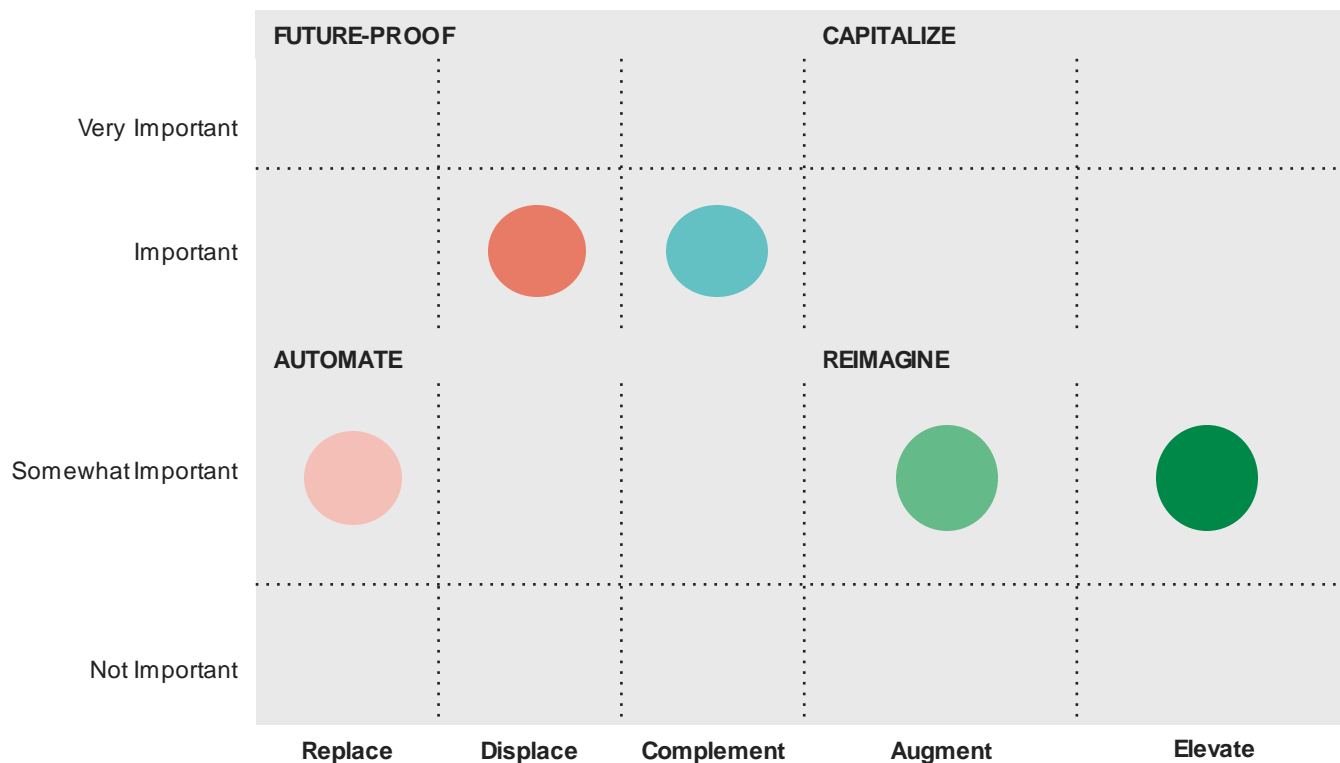 FUTURE-PROOF CAPITALIZE
Very Important
Important
AUTOMATE REIMAGINE
Somewhat Important
Not Important
Replace Displace Complement Augment Elevate